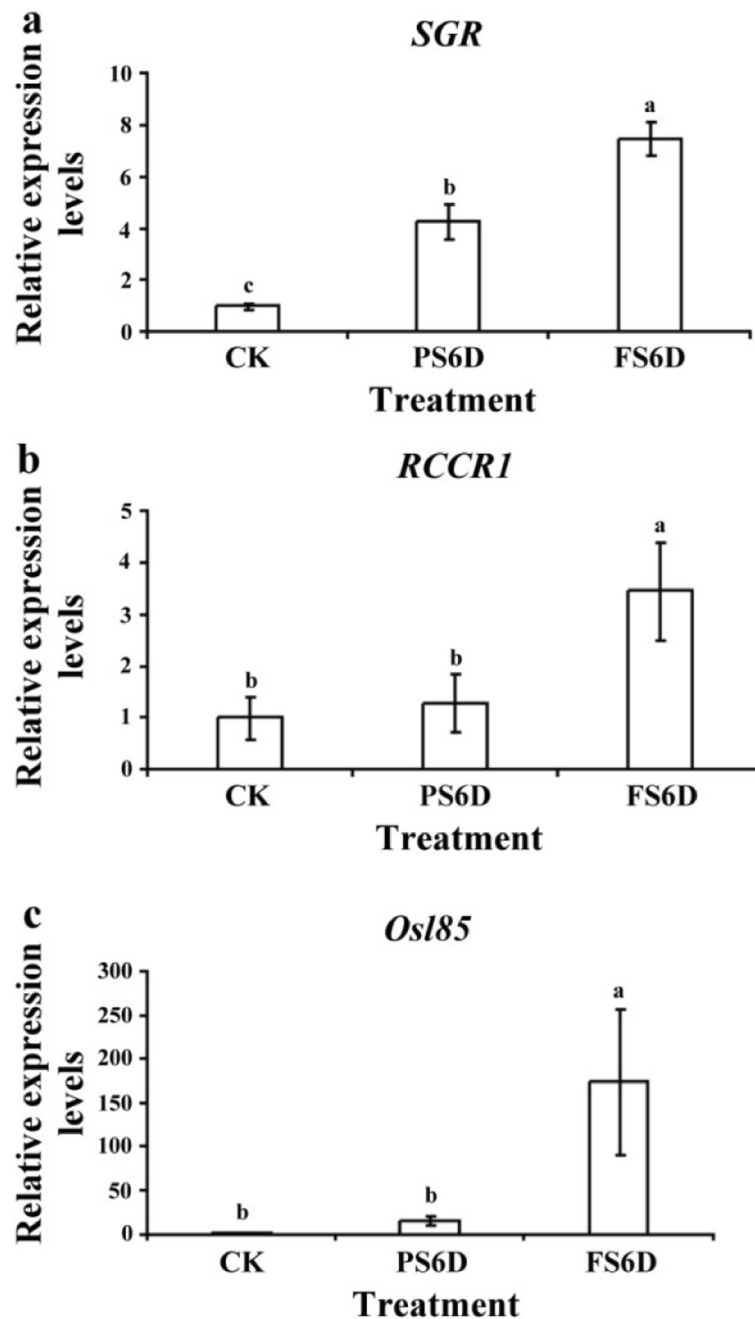 a
SGR
Relative expression
levels
10
8
6
4
2
0
c
b
a
CK PS6D FS6D
Treatment
b
RCCR1
Relative expression
levels
5
4
3
2
1
0
b
b
a
CK PS6D FS6D
Treatment
c
Osl85
Relative expression
levels
300
250
200
150
100
50
0
b
b
a
CK PS6D FS6D
Treatment